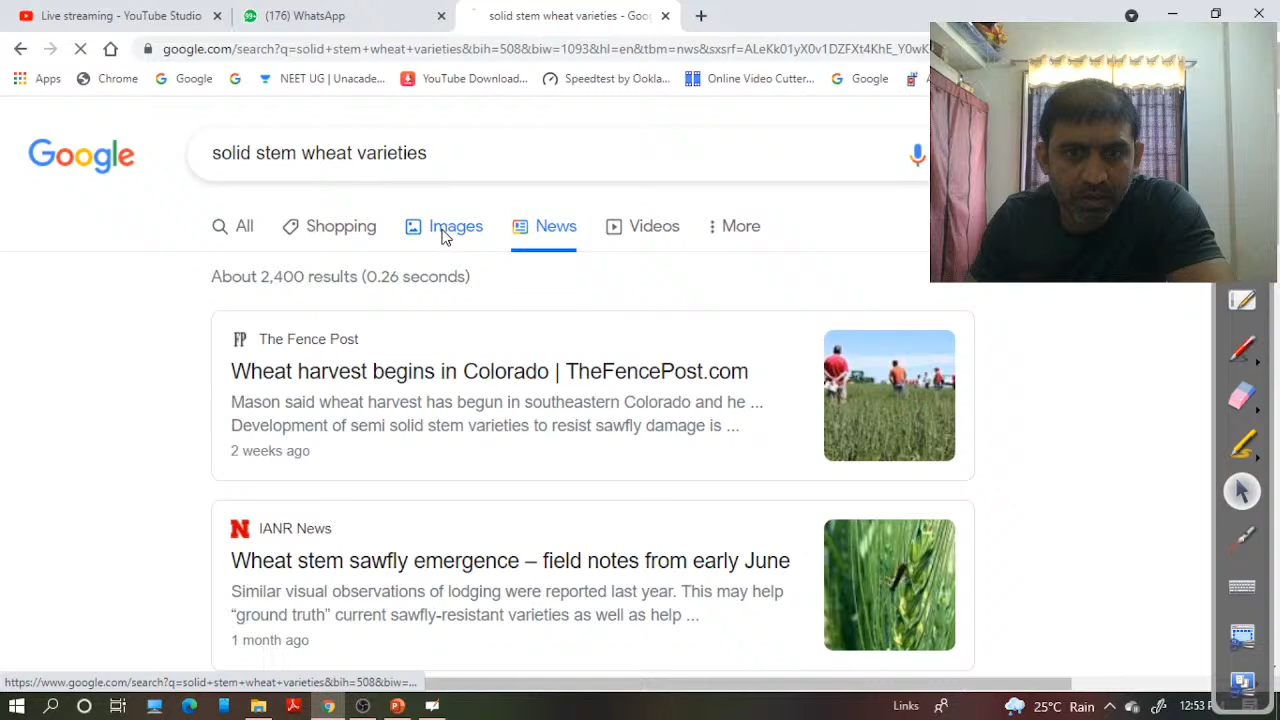 Live streaming - YouTube Studio
(176) WhatsApp
solid stem wheat varieties - Goo
google.com/search?q=solid+stem+wheat+varieties&bih=508&biw=1093&hl=en&tbm=nws&sxsrf=ALeKk01yX0v1DZFXt4KhE_Y0wK
Apps
Chrome
Google
NEET UG | Unacade...
YouTube Download...
Speedtest by Ookla...
Online Video Cutter...
Google
Google
solid stem wheat varieties
All
Shopping
Images
News
Videos
More
About 2,400 results (0.26 seconds)
FP The Fence Post
Wheat harvest begins in Colorado | TheFencePost.com
Mason said wheat harvest has begun in southeastern Colorado and he ...
Development of semi solid stem varieties to resist sawfly damage is ...
2 weeks ago
N IANR News
Wheat stem sawfly emergence – field notes from early June
Similar visual observations of lodging were reported last year. This may help
“ground truth” current sawfly-resistant varieties as well as help ...
1 month ago
https://www.google.com/search?q=solid+stem+wheat+varieties&bih=508&biw=...
Links
25°C Rain
12:53 P